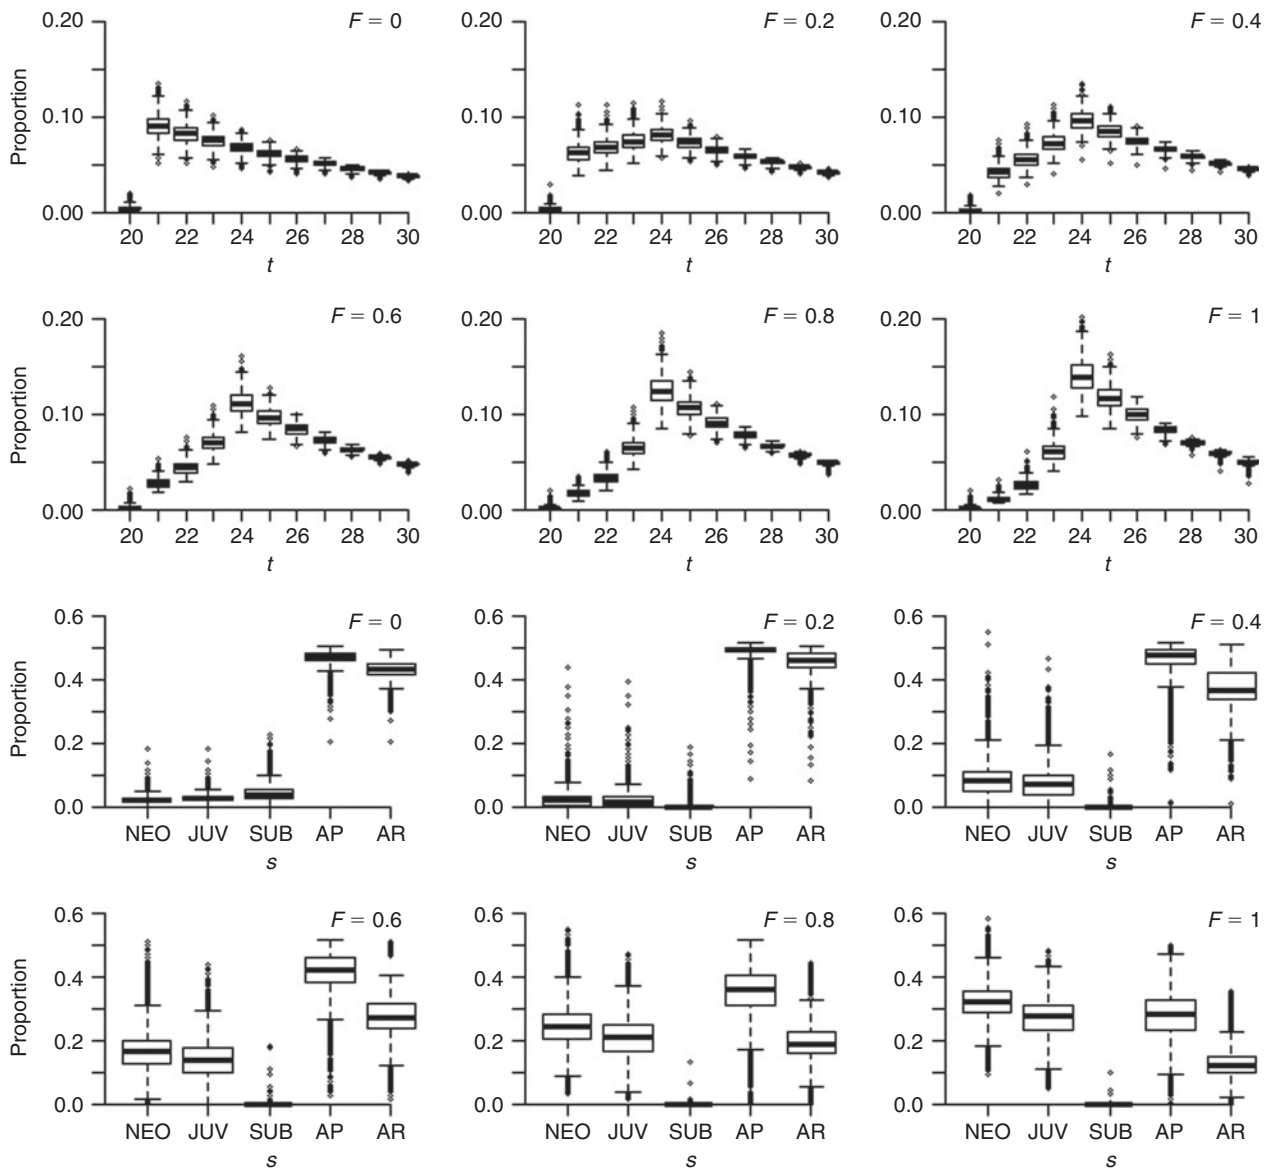 F = 0 F = 0.2 F = 0.4
0.20 0.20 0.20
Proportion
0.10 0.10 0.10
0.00 0.00 0.00
20 22 24 26 28 30 20 22 24 26 28 30 20 22 24 26 28 30
t t t
F = 0.6 F = 0.8 F = 1
0.20 0.20 0.20
Proportion
0.10 0.10 0.10
0.00 0.00 0.00
20 22 24 26 28 30 20 22 24 26 28 30 20 22 24 26 28 30
t t t
F = 0 F = 0.2 F = 0.4
0.6 0.6 0.6
0.4 0.4 0.4
Proportion
0.2 0.2 0.2
0.0 0.0 0.0
NEO JUV SUB AP AR NEO JUV SUB AP AR NEO JUV SUB AP AR
s s s
F = 0.6 F = 0.8 F = 1
0.6 0.6 0.6
0.4 0.4 0.4
Proportion
0.2 0.2 0.2
0.0 0.0 0.0
NEO JUV SUB AP AR NEO JUV SUB AP AR NEO JUV SUB AP AR
s s s